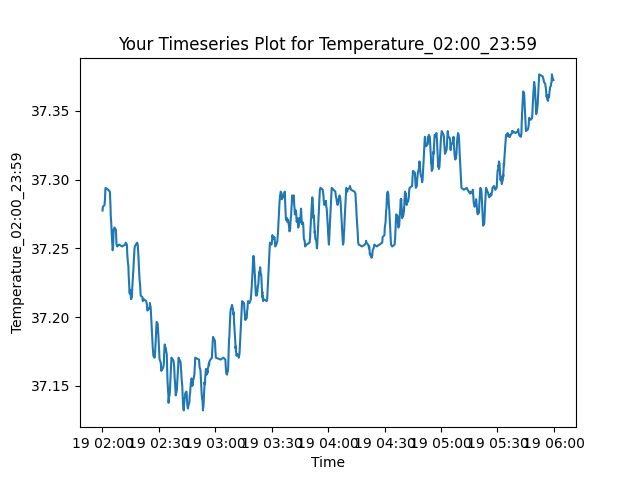 Your Timeseries Plot for Temperature_02:00_23:59
Temperature_02:00_23:59
37.35
37.30
37.25
37.20
37.15
19 02:00 19 02:30 19 03:00 19 03:30 19 04:00 19 04:30 19 05:00 19 05:30 19 06:00
Time